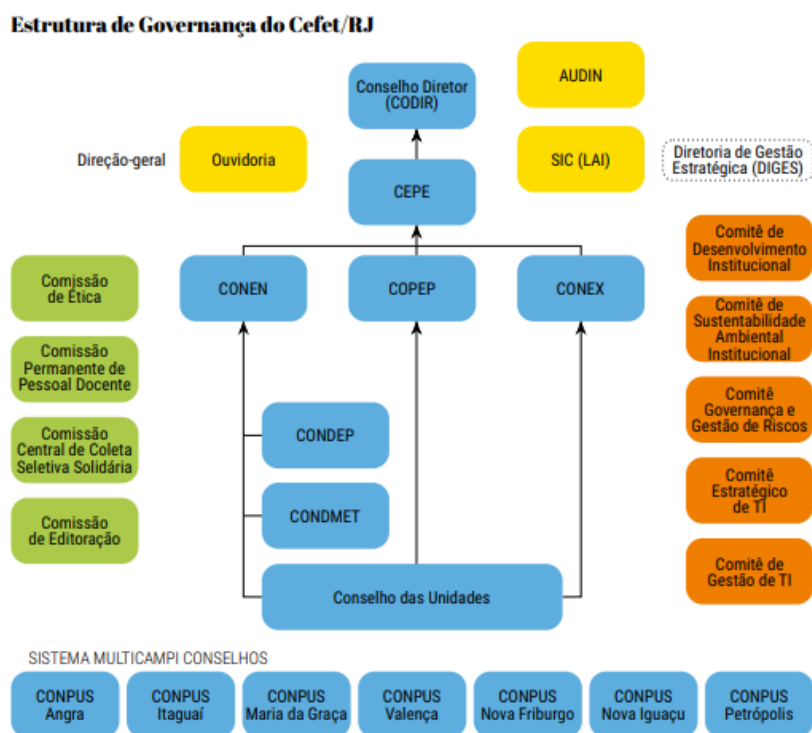 Estrutura de Governança do Cefet/RJ
Conselho Diretor
(CODIR)
AUDIN
Direção-geral
Ouvidoria
CEPE
SIC (LAI)
Diretoria de Gestão
Estratégica (DIGES)
Comissão
de Ética
CONEN
COPEP
CONEX
Comitê de
Desenvolvimento
Institucional
Comissão
Permanente de
Pessoal Docente
Comitê de
Sustentabilidade
Ambiental
Institucional
Comissão
Central de Coleta
Seletiva Solidária
CONDEP
Comitê
Governança e
Gestão de Riscos
Comissão
de Editoração
CONDMET
Comitê
Estratégico
de TI
Conselho das Unidades
Comitê de
Gestão de TI
SISTEMA MULTICAMPI CONSELHOS
CONPUS
Angra
CONPUS
Itaguaí
CONPUS
Maria da Graça
CONPUS
Valença
CONPUS
Nova Friburgo
CONPUS
Nova Iguaçu
CONPUS
Petrópolis